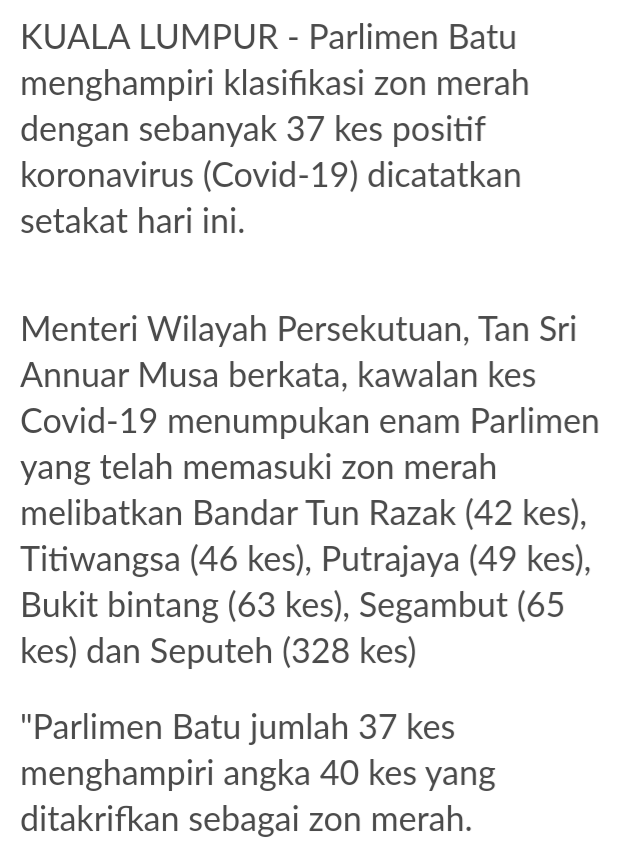 KUALA LUMPUR - Parlimen Batu
menghampiri klasifikasi zon merah
dengan sebanyak 37 kes positif
koronavirus (Covid-19) dicatatkan
setakat hari ini.
Menteri Wilayah Persekutuan, Tan Sri
Annuar Musa berkata, kawalan kes
Covid-19 menumpukan enam Parlimen
yang telah memasuki zon merah
melibatkan Bandar Tun Razak (42 kes),
Titiwangsa (46 kes), Putrajaya (49 kes),
Bukit bintang (63 kes), Segambut (65
kes) dan Seputeh (328 kes)
"Parlimen Batu jumlah 37 kes
menghampiri angka 40 kes yang
ditakrifkan sebagai zon merah.